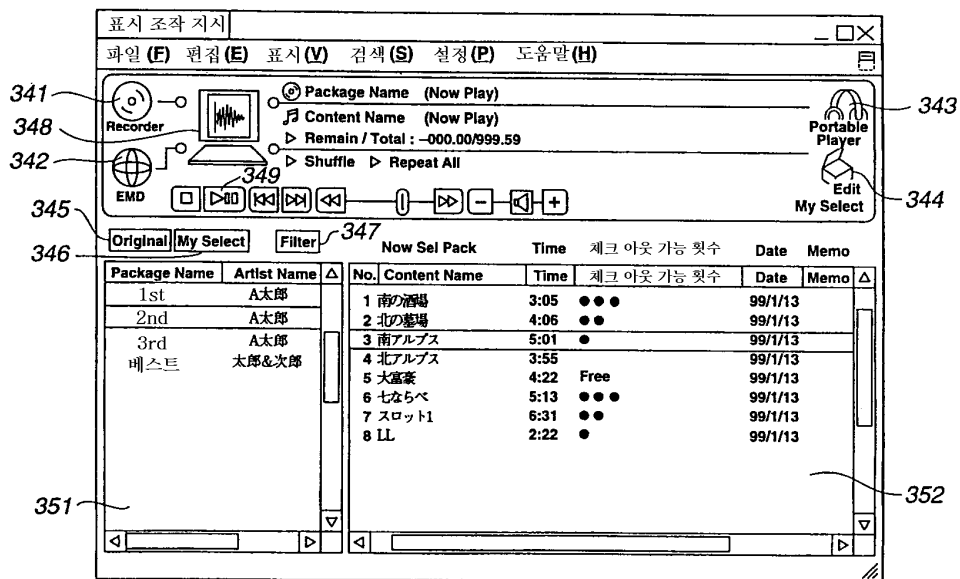 표시 조작 지시
파일 (F) 편집 (E) 표시 (V) 검색 (S) 설정 (P) 도움말 (H)
341
348
342
349
343
344
345
346
347
351
352
Recorder
EMD
Package Name (Now Play)
Content Name (Now Play)
Remain / Total : –000.00/999.59
Shuffle Repeat All
Portable
Player
Edit
My Select
Original My Select Filter
Now Sel Pack Time 체크 아웃 가능 횟수 Date Memo
Package Name Artist Name
1st A太郎
2nd A太郎
3rd A太郎
베스트 太郎&次郎
No. Content Name Time 체크 아웃 가능 횟수 Date Memo
1 南の酒場 3:05 ●●● 99/1/13
2 北の墓場 4:06 ●● 99/1/13
3 南アルプス 5:01 ● 99/1/13
4 北アルプス 3:55 99/1/13
5 大富豪 4:22 Free 99/1/13
6 七ならべ 5:13 ●●● 99/1/13
7 スロット1 6:31 ●● 99/1/13
8 LL 2:22 ● 99/1/13